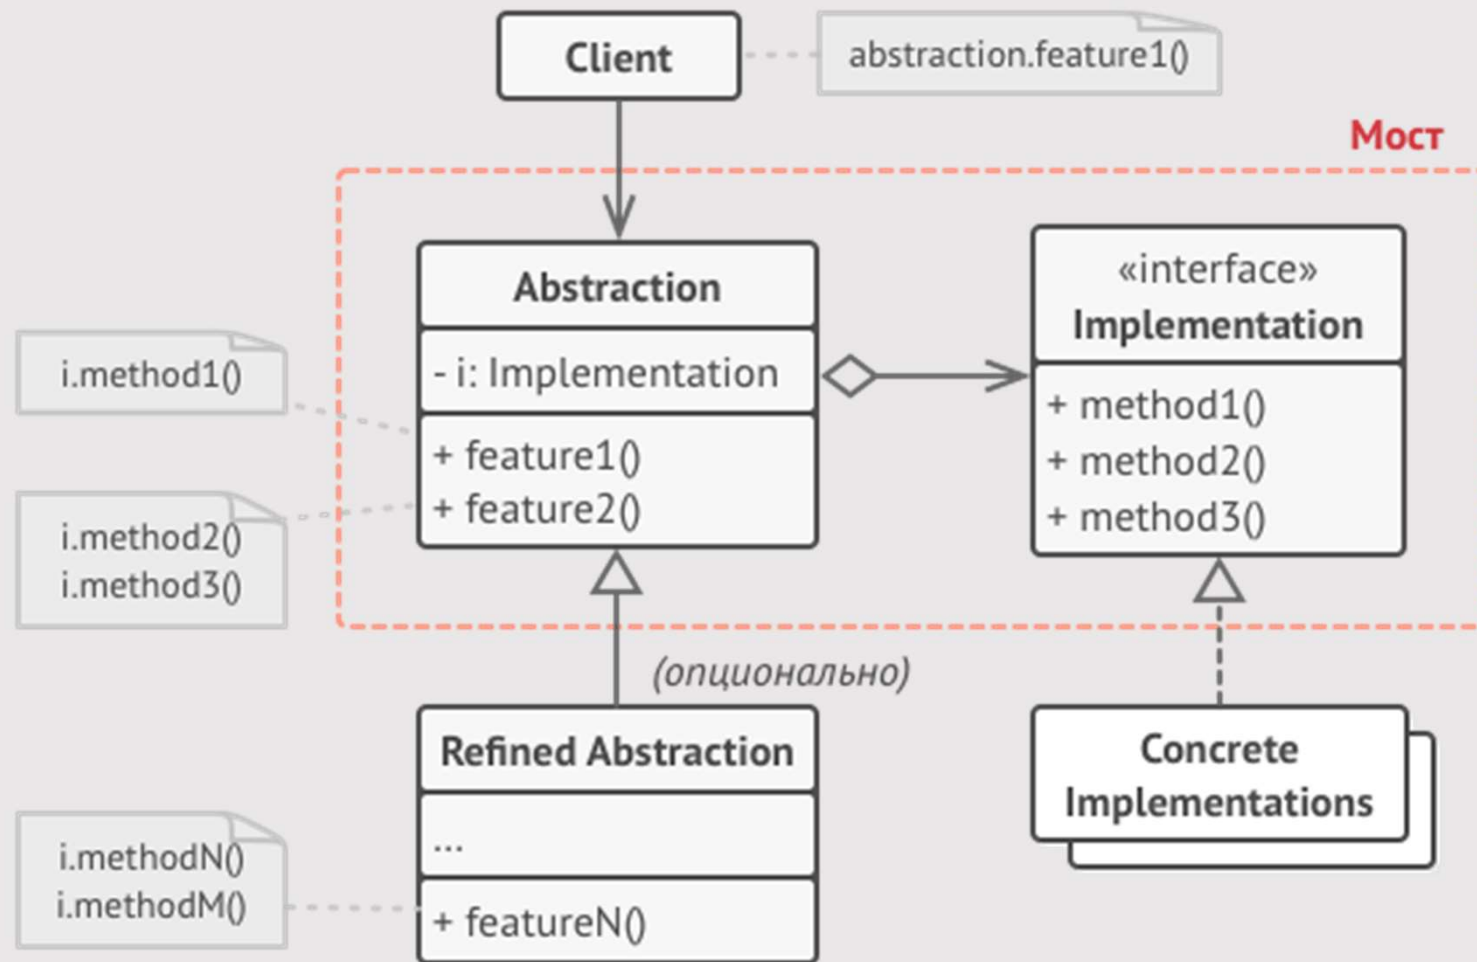 Client
abstraction.feature1()
Мост
Abstraction
- i: Implementation
+ feature1()
+ feature2()
«interface»
Implementation
+ method1()
+ method2()
+ method3()
i.method1()
i.method2()
i.method3()
(опционально)
Refined Abstraction
...
+ featureN()
Concrete
Implementations
i.methodN()
i.methodM()